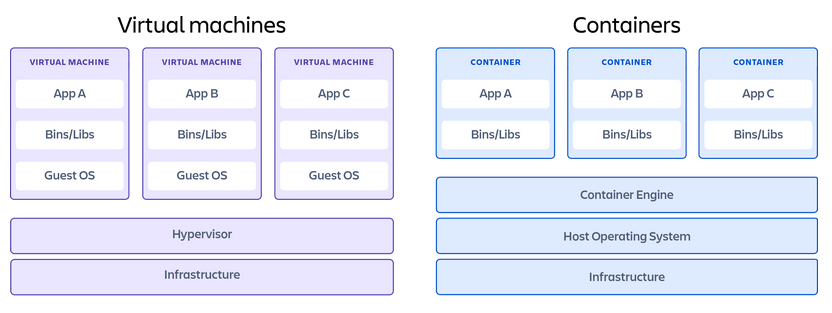 Virtual machines
VIRTUAL MACHINE
App A
Bins/Libs
Guest OS
VIRTUAL MACHINE
App B
Bins/Libs
Guest OS
VIRTUAL MACHINE
App C
Bins/Libs
Guest OS
Hypervisor
Infrastructure
Containers
CONTAINER
App A
Bins/Libs
CONTAINER
App B
Bins/Libs
CONTAINER
App C
Bins/Libs
Container Engine
Host Operating System
Infrastructure